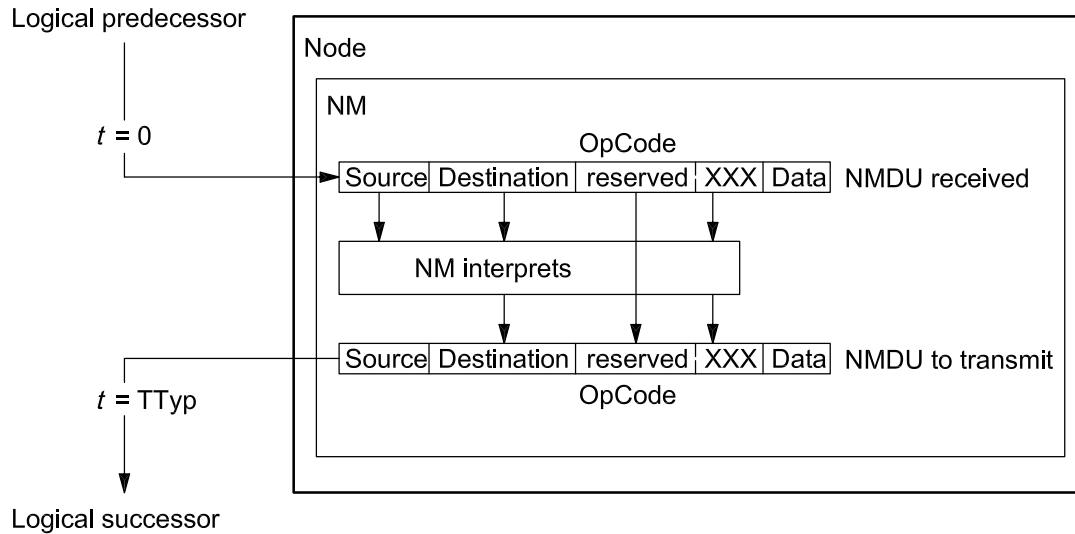 Logical predecessor
Node
NM
t = 0
OpCode
Source Destination reserved XXX Data NMDU received
NM interprets
Source Destination reserved XXX Data NMDU to transmit
OpCode
t = TTyp
Logical successor